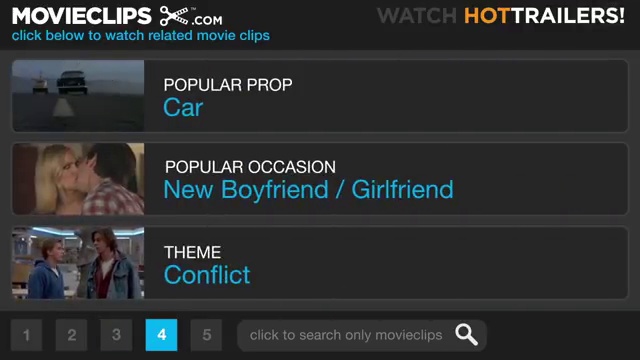 MOVIECLIPS .COM
WATCH HOTTRAILERS!
click below to watch related movie clips
POPULAR PROP
Car
POPULAR OCCASION
New Boyfriend / Girlfriend
THEME
Conflict
1 2 3 4 5
click to search only movieclips